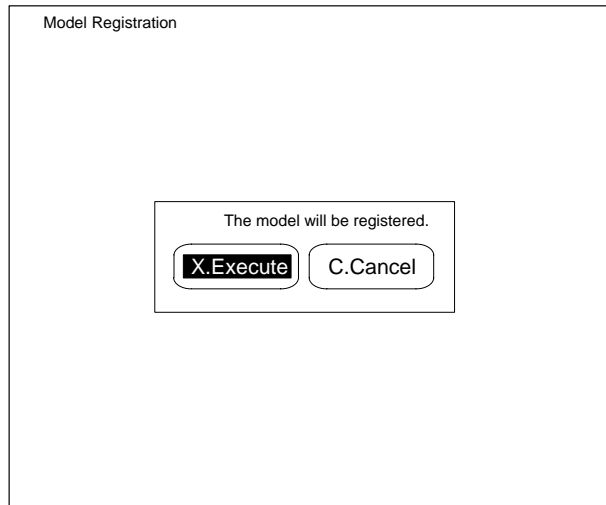 Model Registration
The model will be registered.
X.Execute C.Cancel